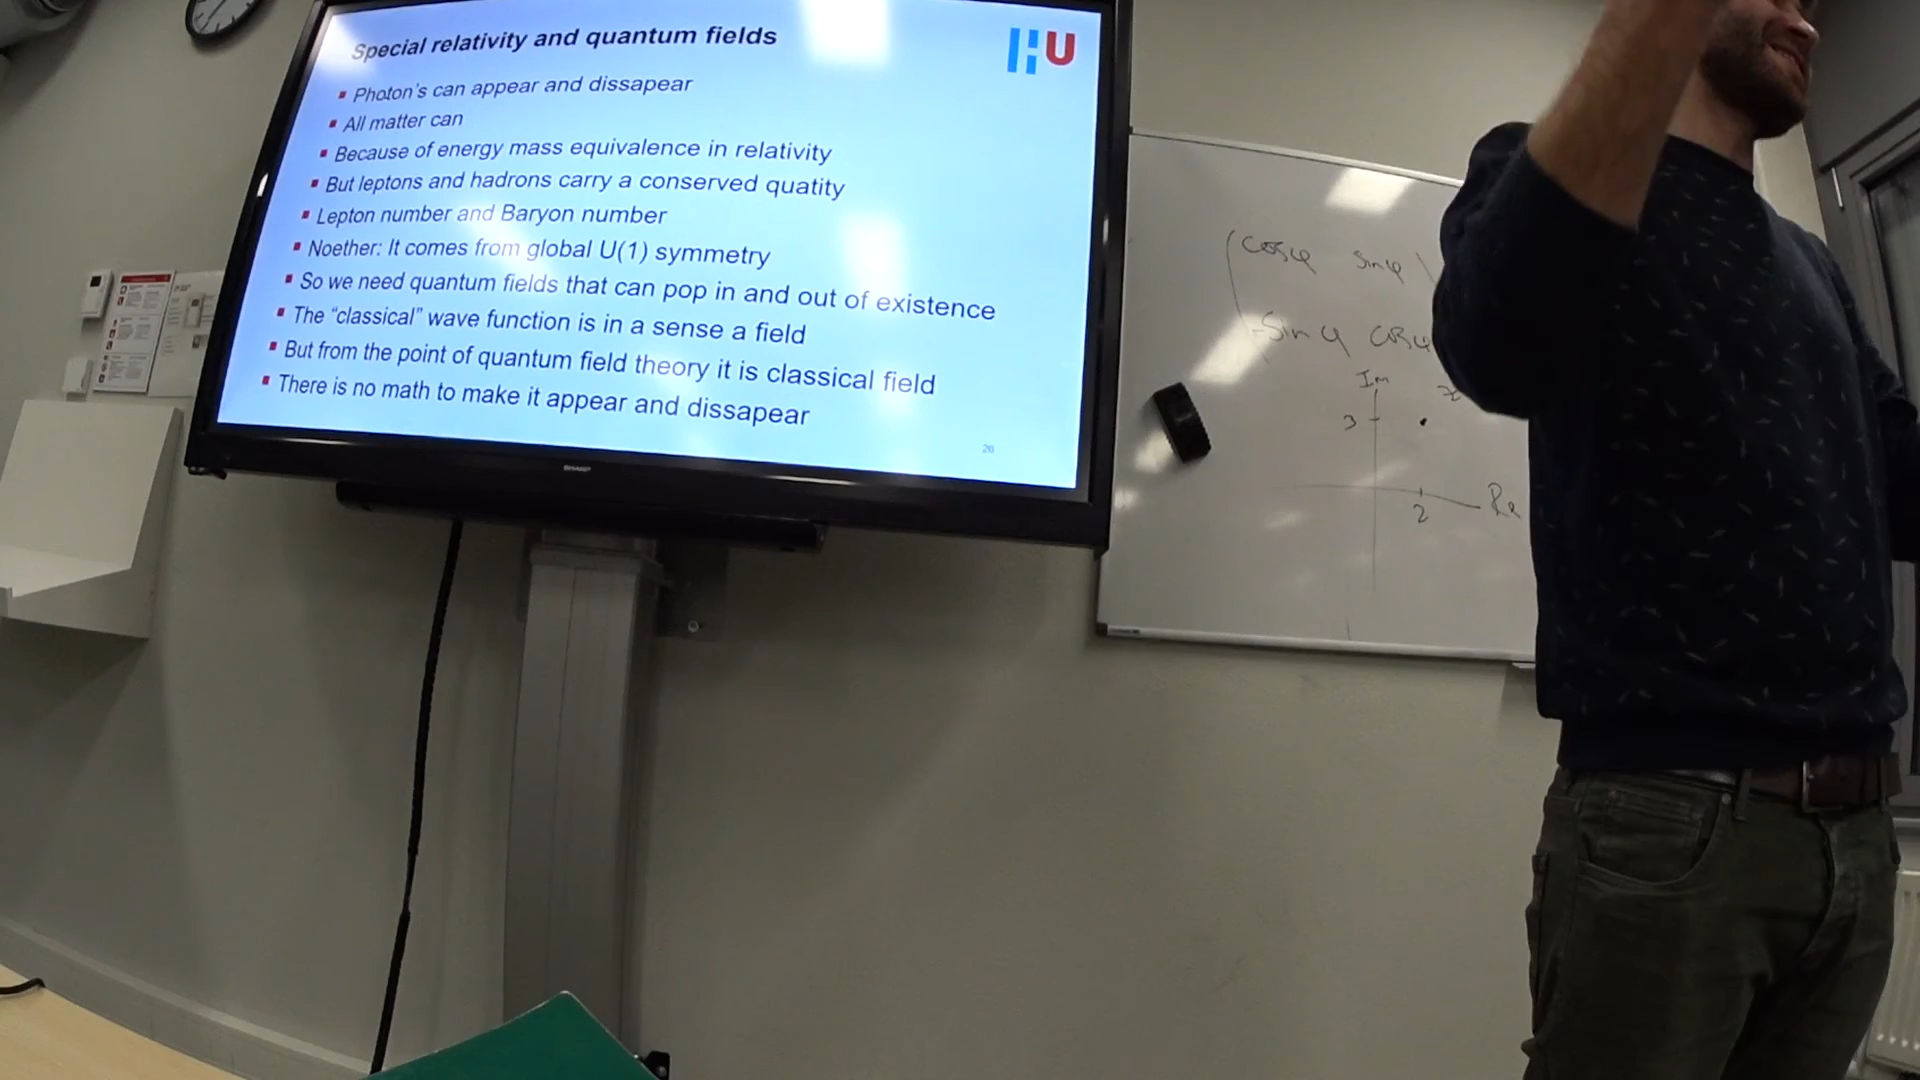 Special relativity and quantum fields
HU
Photon's can appear and dissapear
All matter can
Because of energy mass equivalence in relativity
But leptons and hadrons carry a conserved quatity
Lepton number and Baryon number
Noether: It comes from global U(1) symmetry
So we need quantum fields that can pop in and out of existence
The “classical” wave function is in a sense a field
But from the point of quantum field theory it is classical field
There is no math to make it appear and dissapear
26
SHARP
cosφ sinφ
-sinφ cosφ
Im
z
3
2
Re